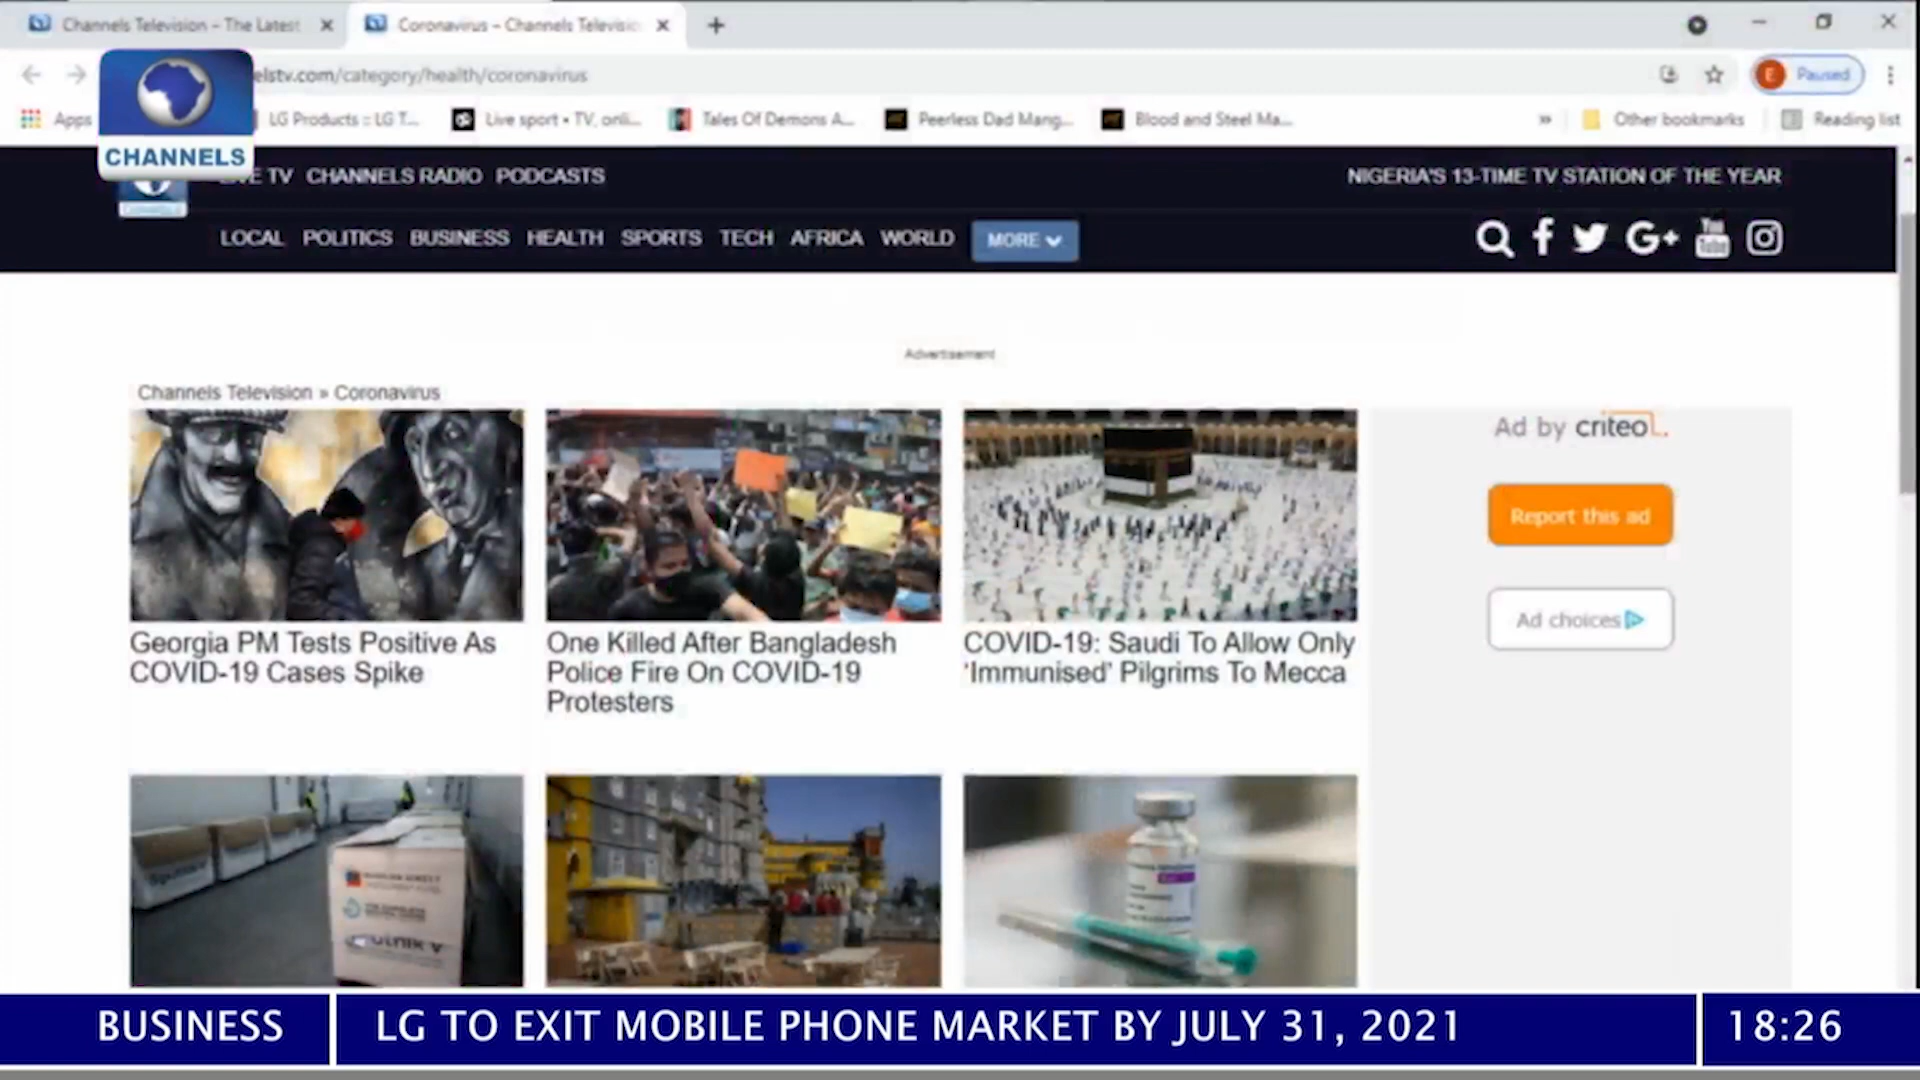 Channels Television – The Latest
Coronavirus – Channels Televisio
elstv.com/category/health/coronavirus
Paused
Apps
LG Products :: LG T...
Live sport • TV, onli...
Tales Of Demons A...
Peerless Dad Mang...
Blood and Steel Ma...
»
Other bookmarks
Reading list
CHANNELS
TV CHANNELS RADIO PODCASTS
NIGERIA'S 13-TIME TV STATION OF THE YEAR
LOCAL POLITICS BUSINESS HEALTH SPORTS TECH AFRICA WORLD MORE
You Tube
Advertisement
Channels Television » Coronavirus
Ad by criteo
Report this ad
Ad choices
Georgia PM Tests Positive As
COVID-19 Cases Spike
One Killed After Bangladesh
Police Fire On COVID-19
Protesters
COVID-19: Saudi To Allow Only
'Immunised' Pilgrims To Mecca
BUSINESS
LG TO EXIT MOBILE PHONE MARKET BY JULY 31, 2021
18:26